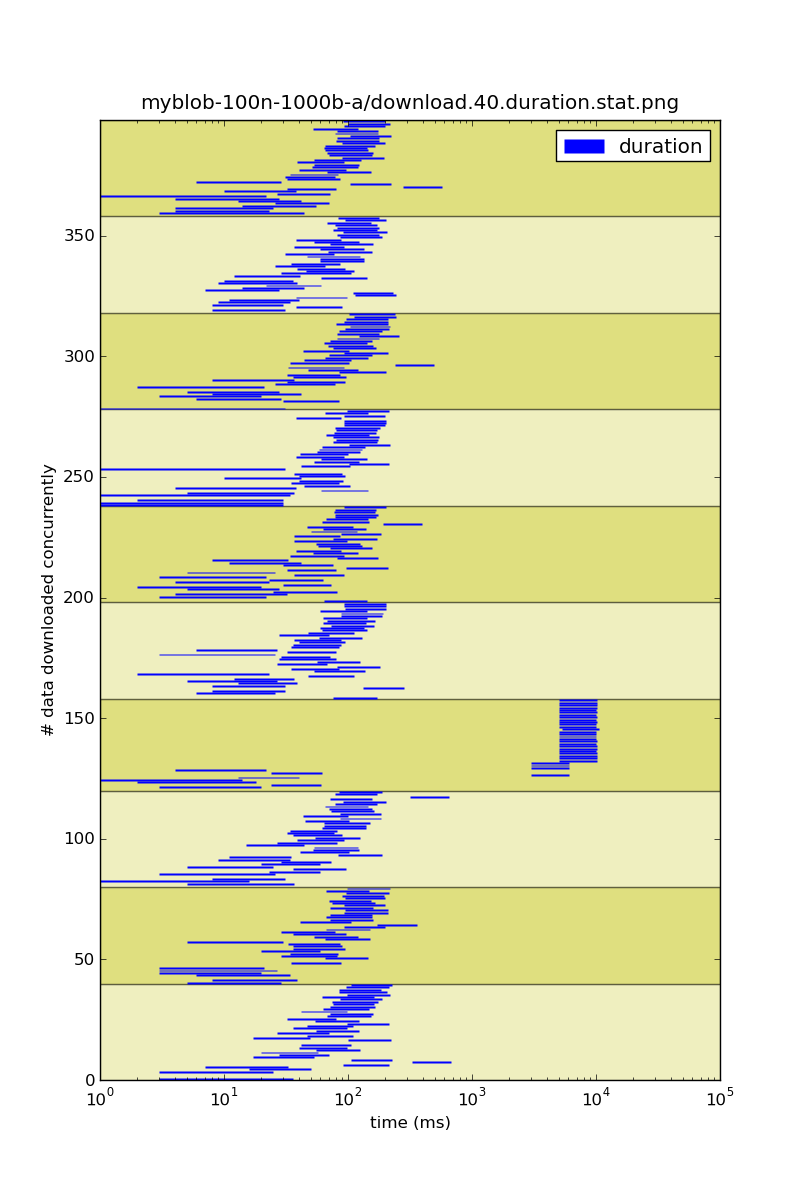 myblob-100n-1000b-a/download.40.duration.stat.png
duration
# data downloaded concurrently
350
300
250
200
150
100
50
0
10^0 10^1 10^2 10^3 10^4 10^5
time (ms)